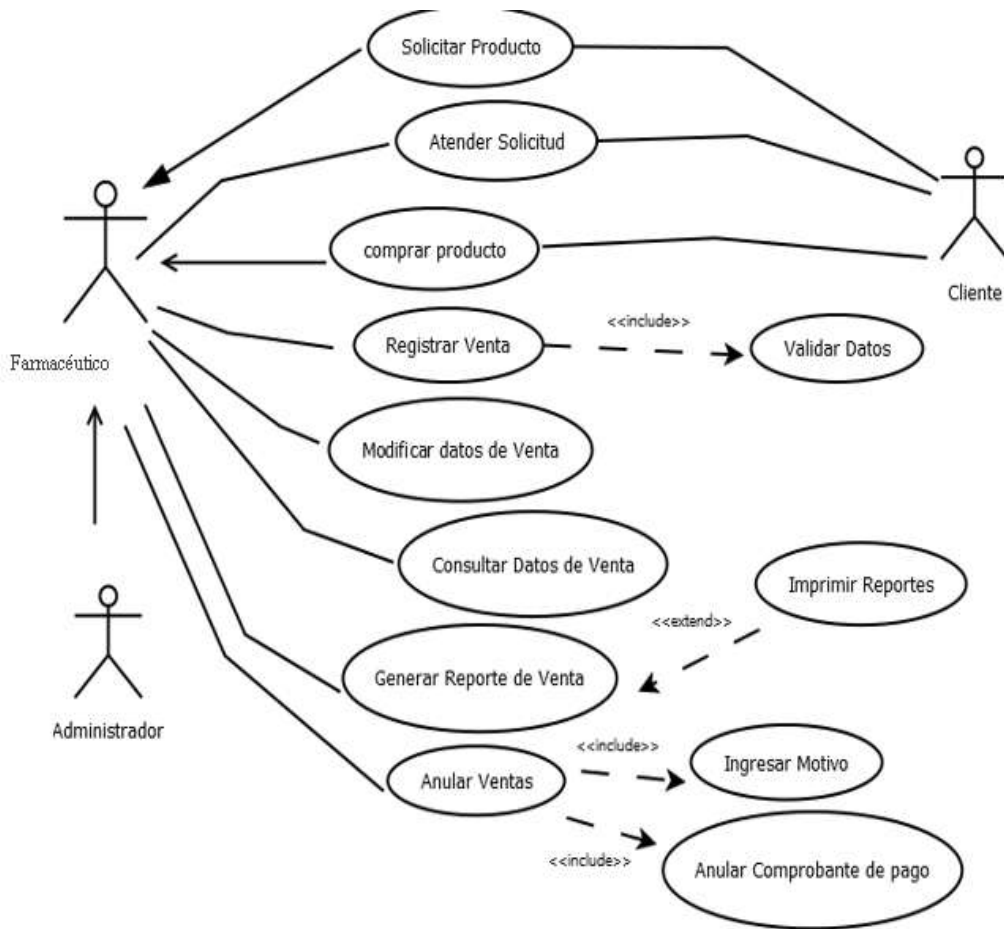 Solicitar Producto
Atender Solicitud
comprar producto
Cliente
<<include>>
Registrar Venta
Validar Datos
Farmacéutico
Modificar datos de Venta
Consultar Datos de Venta
Imprimir Reportes
<<extend>>
Generar Reporte de Venta
Administrador
<<include>>
Ingresar Motivo
Anular Ventas
<<include>>
Anular Comprobante de pago